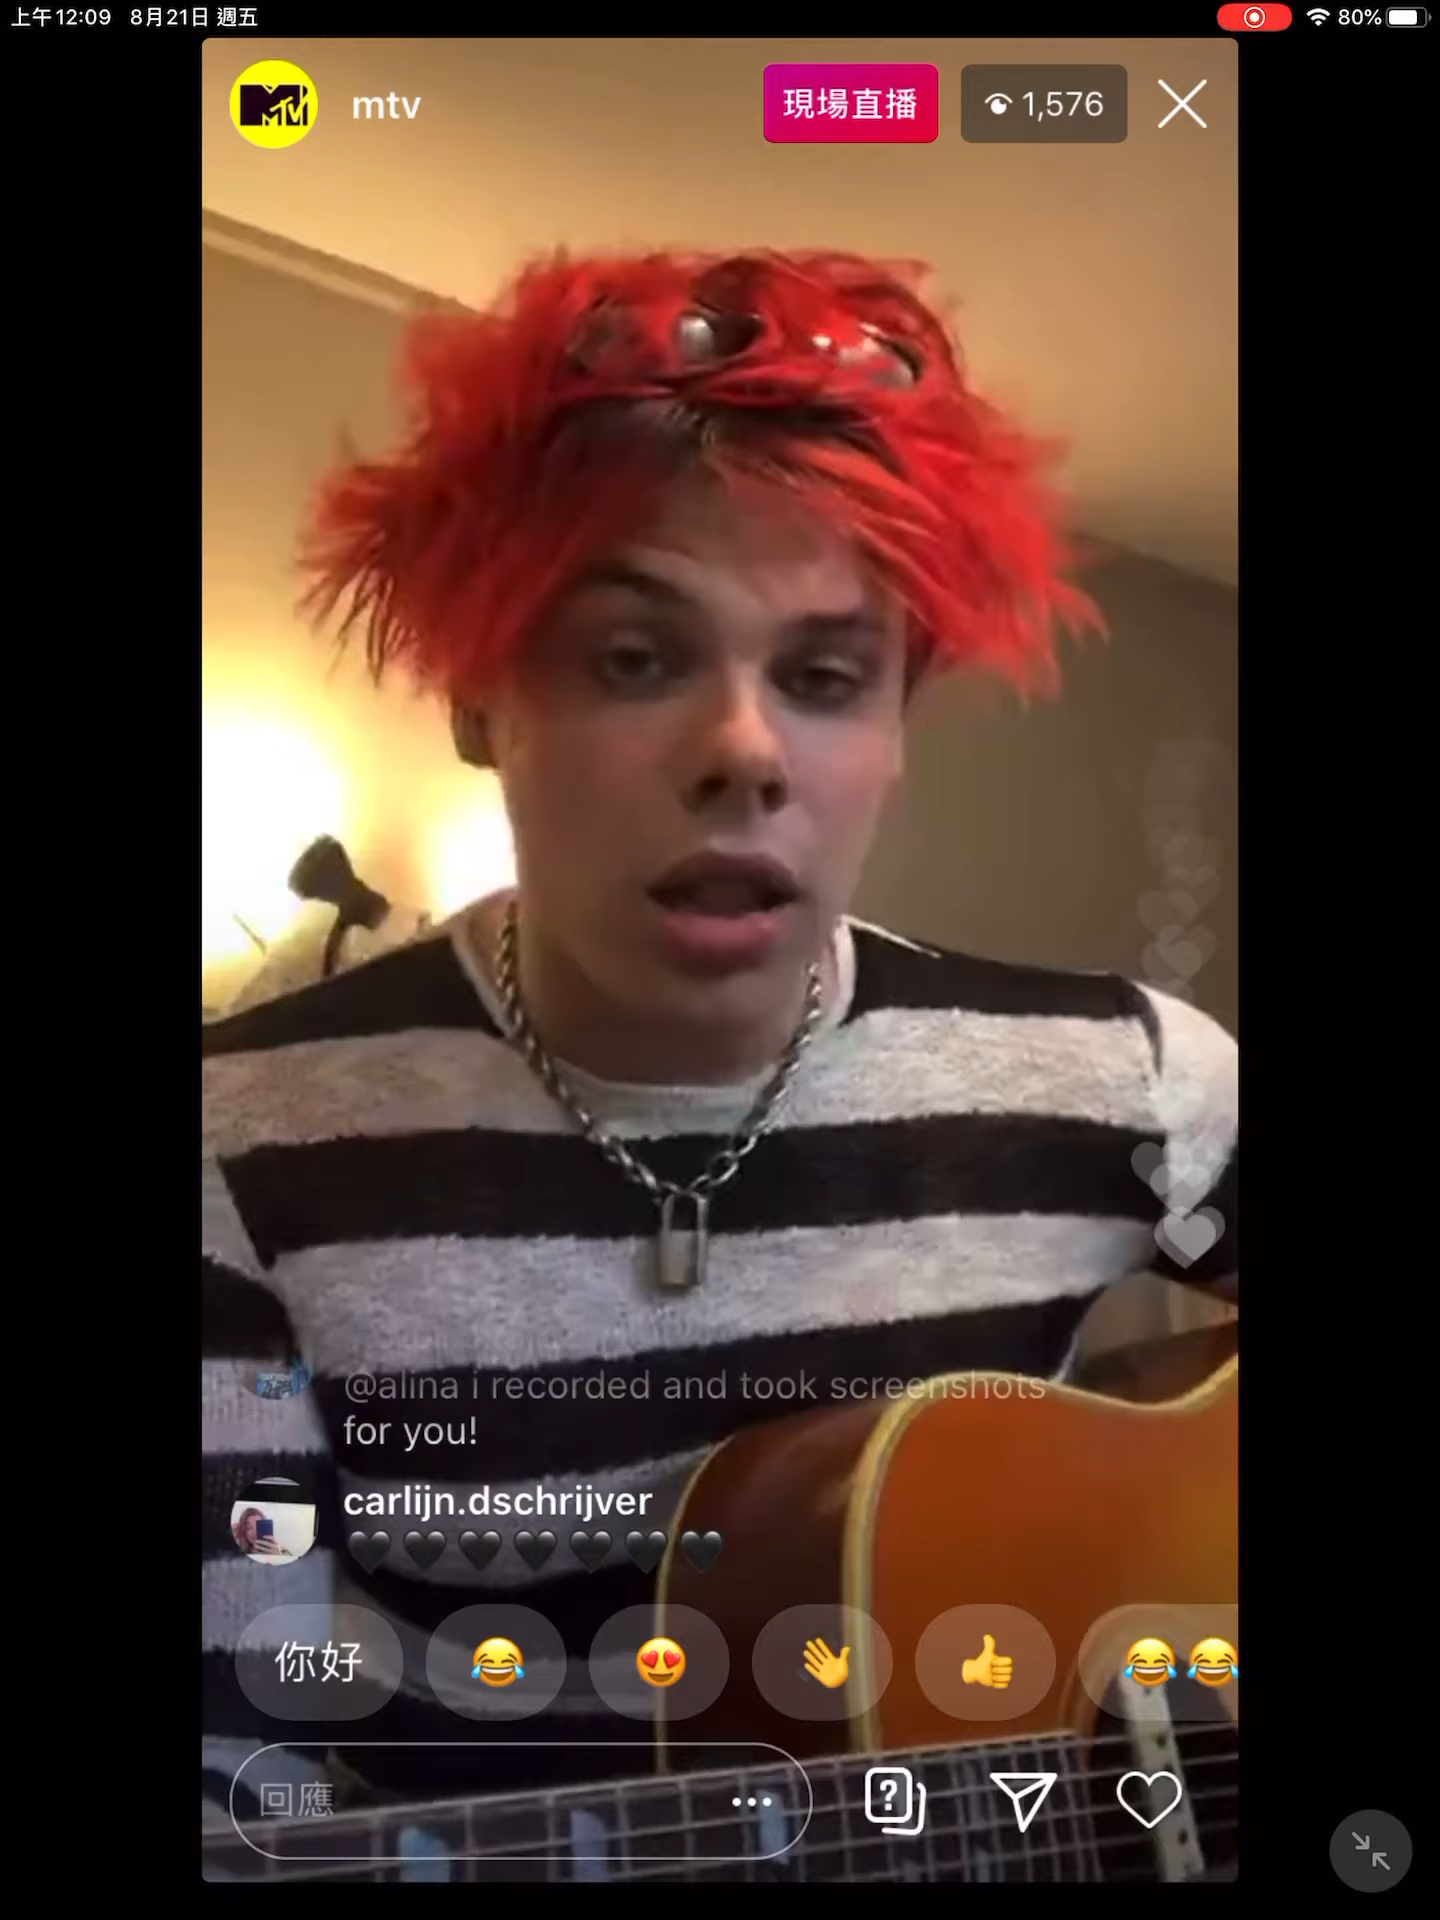 上午12:09 8月21日 週五
80%
MTV
mtv
現場直播
1,576
@alina i recorded and took screenshots
for you!
carlijn.dschrijver
🖤🖤🖤🖤🖤🖤🖤
你好 😂 😍 👋 👍 😂😂
回應